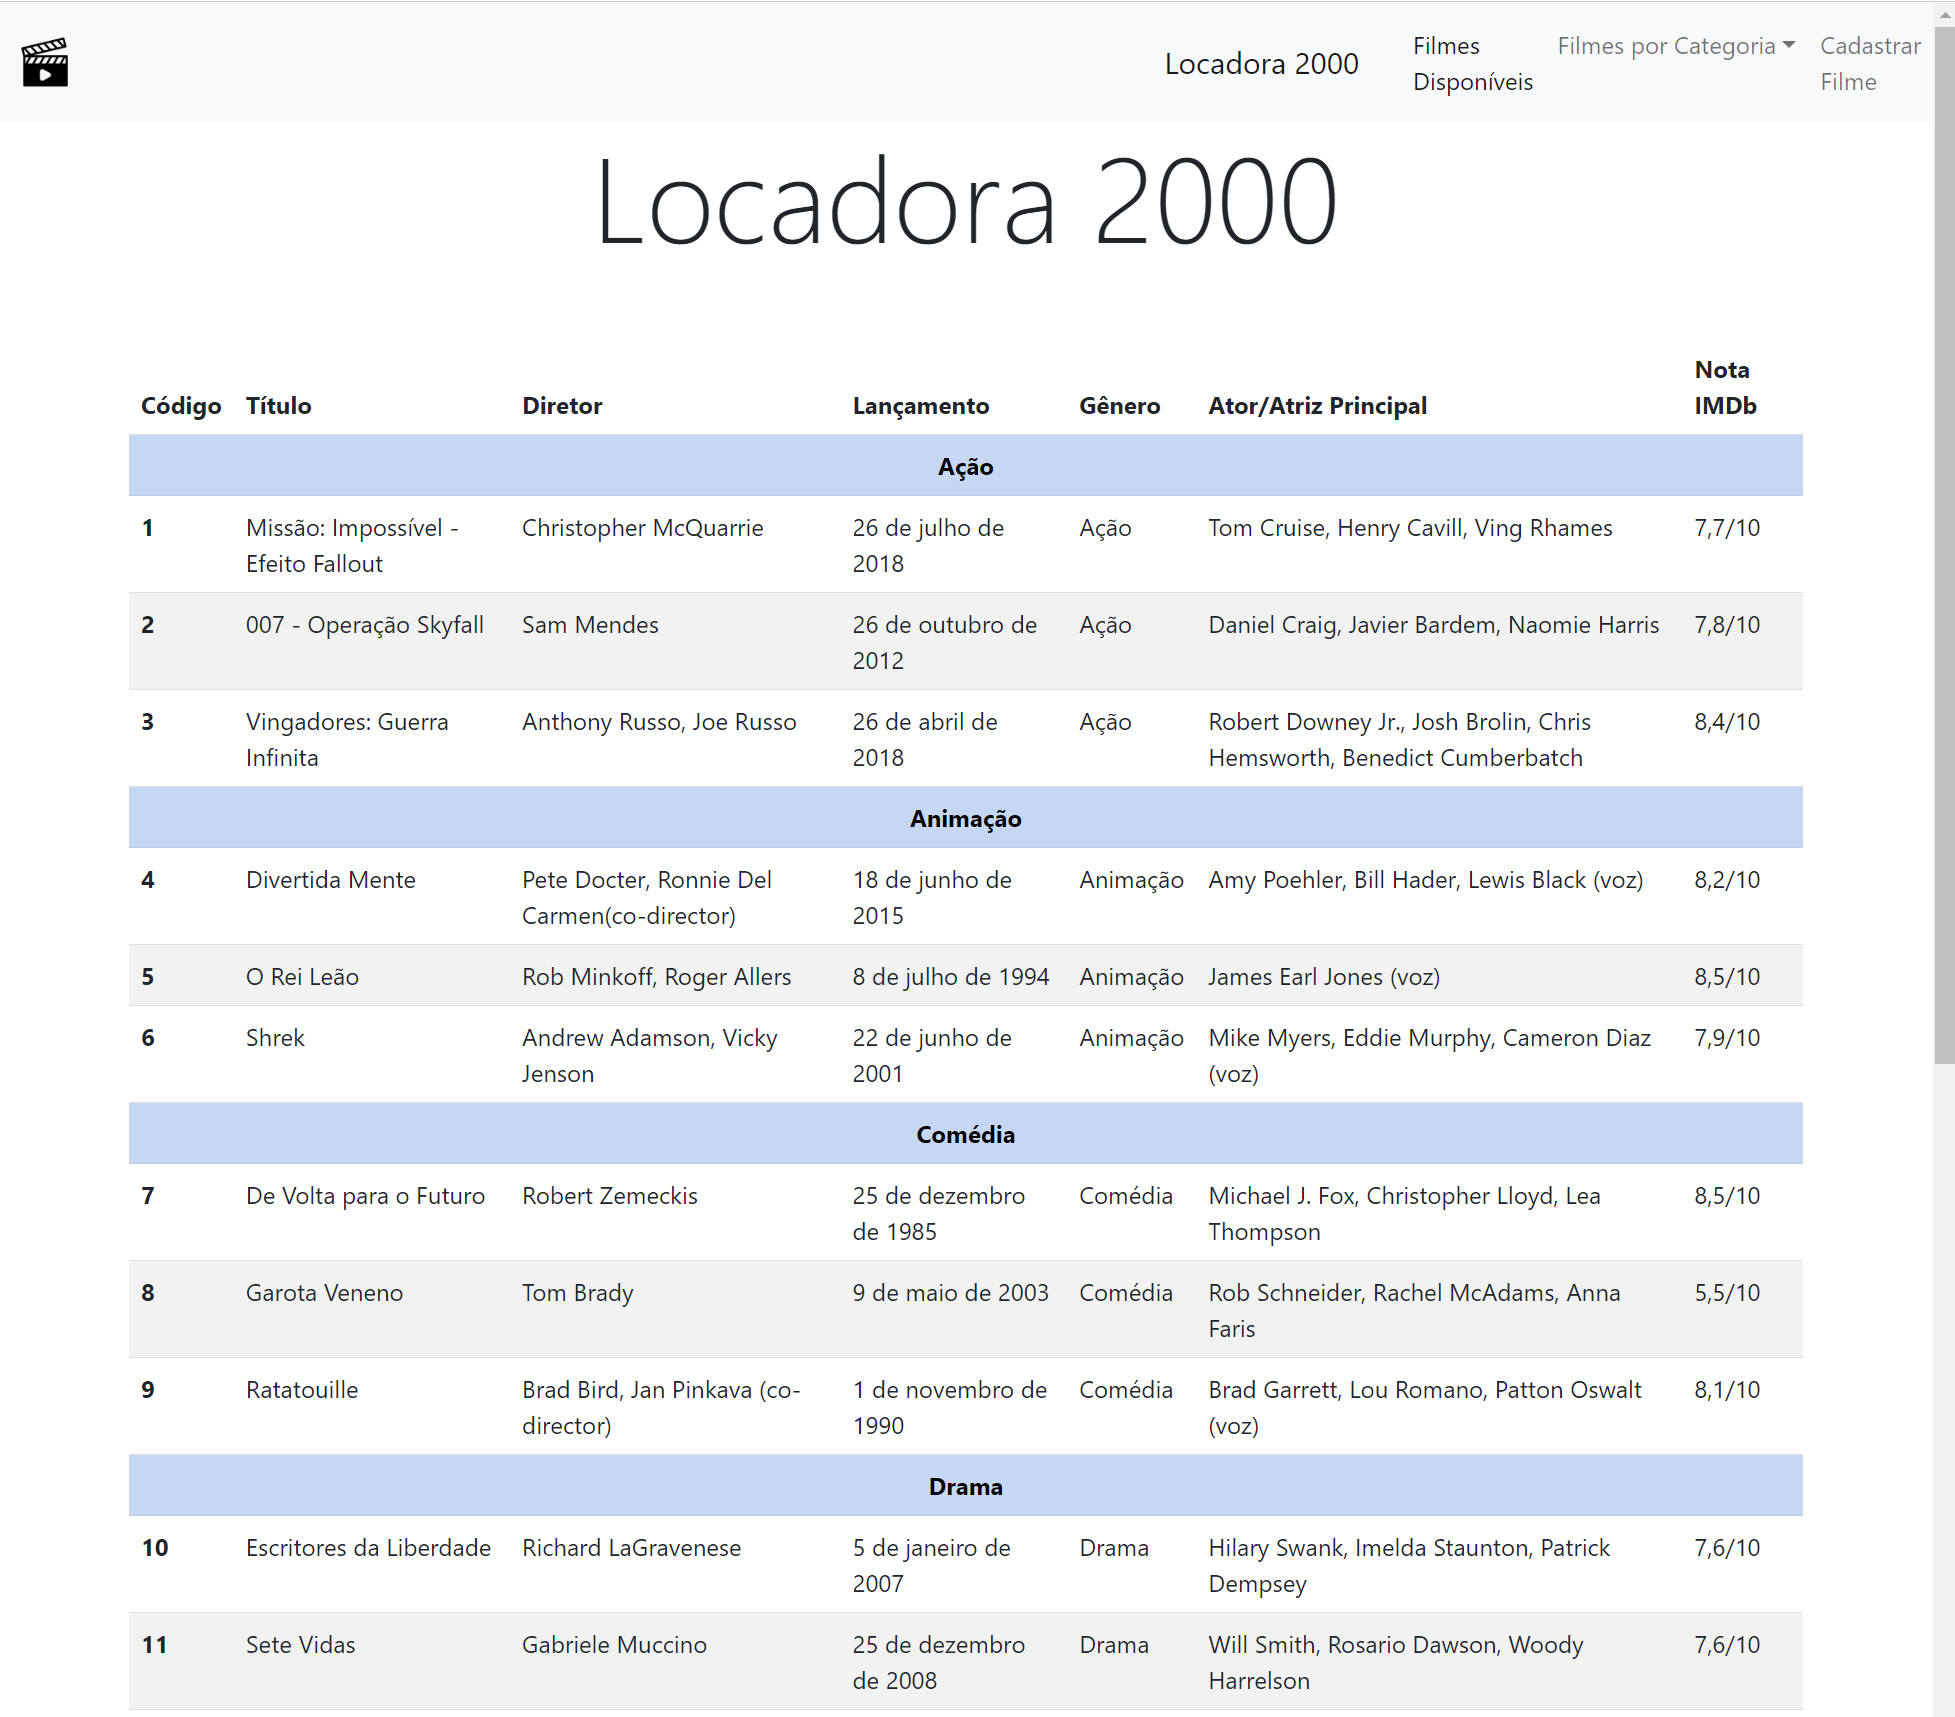 Locadora 2000
Filmes Disponíveis
Filmes por Categoria
Cadastrar Filme
Locadora 2000
Código Título Diretor Lançamento Gênero Ator/Atriz Principal Nota IMDb
Ação
1 Missão: Impossível - Efeito Fallout Christopher McQuarrie 26 de julho de 2018 Ação Tom Cruise, Henry Cavill, Ving Rhames 7,7/10
2 007 - Operação Skyfall Sam Mendes 26 de outubro de 2012 Ação Daniel Craig, Javier Bardem, Naomie Harris 7,8/10
3 Vingadores: Guerra Infinita Anthony Russo, Joe Russo 26 de abril de 2018 Ação Robert Downey Jr., Josh Brolin, Chris Hemsworth, Benedict Cumberbatch 8,4/10
Animação
4 Divertida Mente Pete Docter, Ronnie Del Carmen(co-director) 18 de junho de 2015 Animação Amy Poehler, Bill Hader, Lewis Black (voz) 8,2/10
5 O Rei Leão Rob Minkoff, Roger Allers 8 de julho de 1994 Animação James Earl Jones (voz) 8,5/10
6 Shrek Andrew Adamson, Vicky Jenson 22 de junho de 2001 Animação Mike Myers, Eddie Murphy, Cameron Diaz (voz) 7,9/10
Comédia
7 De Volta para o Futuro Robert Zemeckis 25 de dezembro de 1985 Comédia Michael J. Fox, Christopher Lloyd, Lea Thompson 8,5/10
8 Garota Veneno Tom Brady 9 de maio de 2003 Comédia Rob Schneider, Rachel McAdams, Anna Faris 5,5/10
9 Ratatouille Brad Bird, Jan Pinkava (co-director) 1 de novembro de 1990 Comédia Brad Garrett, Lou Romano, Patton Oswalt (voz) 8,1/10
Drama
10 Escritores da Liberdade Richard LaGravenese 5 de janeiro de 2007 Drama Hilary Swank, Imelda Staunton, Patrick Dempsey 7,6/10
11 Sete Vidas Gabriele Muccino 25 de dezembro de 2008 Drama Will Smith, Rosario Dawson, Woody Harrelson 7,6/10